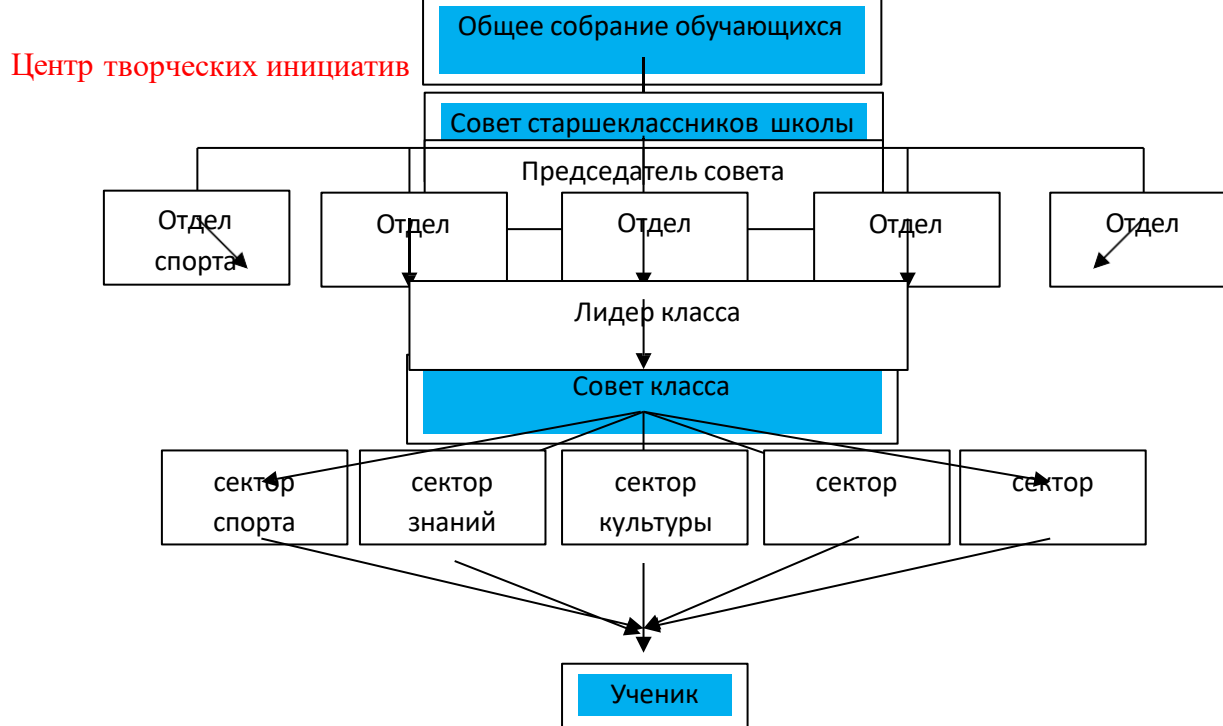 Общее собрание обучающихся
Центр творческих инициатив
Совет старшеклассников школы
Председатель совета
Отдел
спорта
Отдел
Отдел
Отдел
Отдел
Лидер класса
Совет класса
сектор
спорта
сектор
знаний
сектор
культуры
сектор
сектор
Ученик